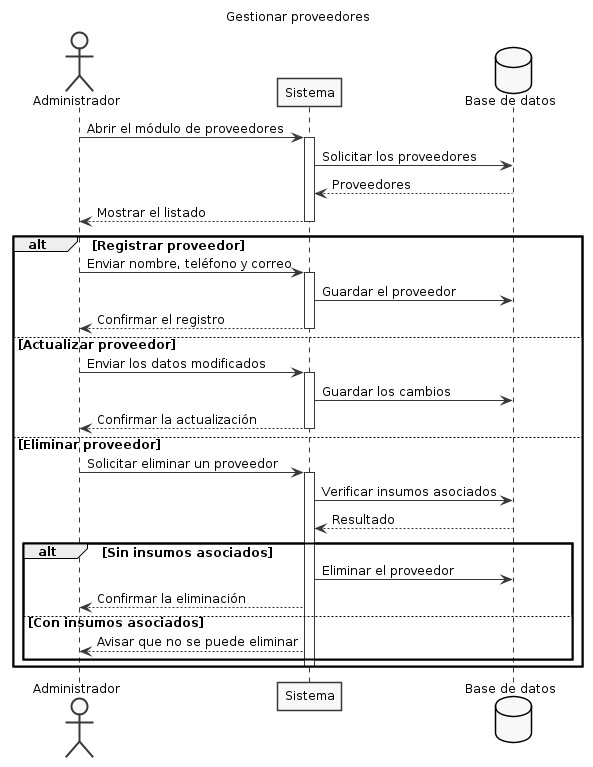 Gestionar proveedores
Administrador
Sistema
Base de datos
Abrir el módulo de proveedores
Solicitar los proveedores
Proveedores
Mostrar el listado
alt [Registrar proveedor]
Enviar nombre, teléfono y correo
Guardar el proveedor
Confirmar el registro
[Actualizar proveedor]
Enviar los datos modificados
Guardar los cambios
Confirmar la actualización
[Eliminar proveedor]
Solicitar eliminar un proveedor
Verificar insumos asociados
Resultado
alt [Sin insumos asociados]
Eliminar el proveedor
Confirmar la eliminación
[Con insumos asociados]
Avisar que no se puede eliminar
Administrador
Sistema
Base de datos